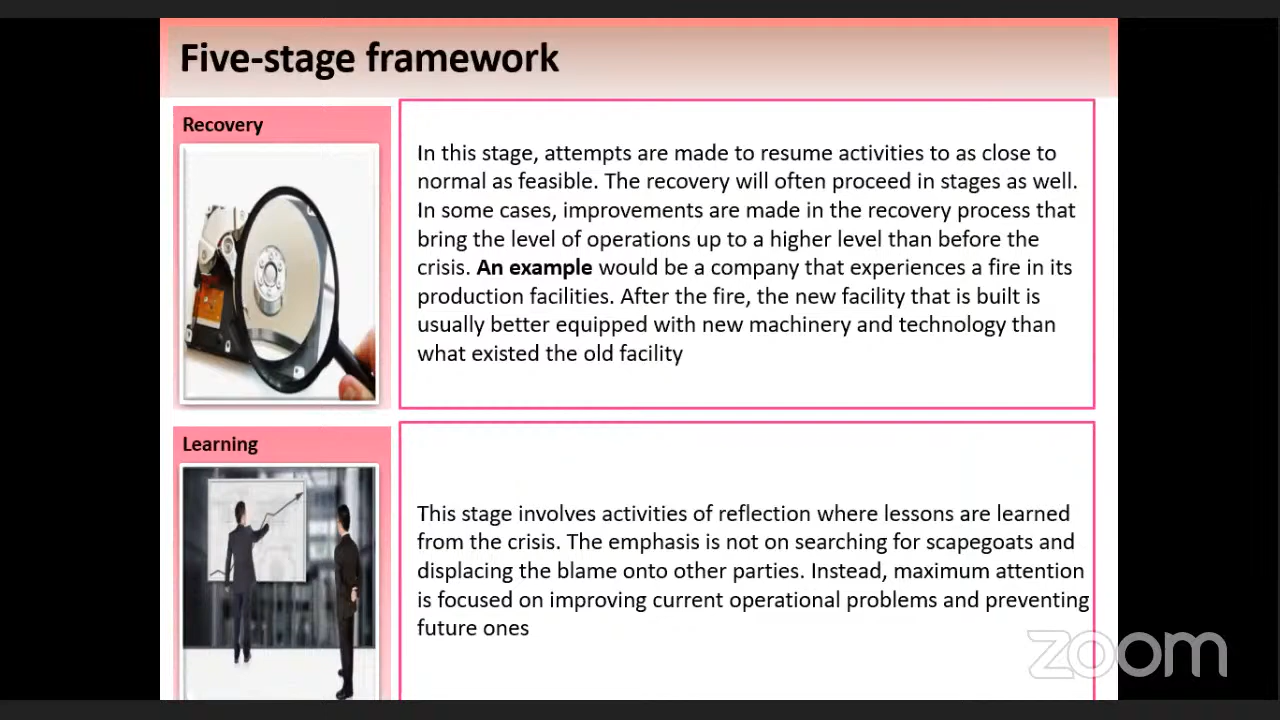 Five-stage framework
Recovery
In this stage, attempts are made to resume activities to as close to
normal as feasible. The recovery will often proceed in stages as well.
In some cases, improvements are made in the recovery process that
bring the level of operations up to a higher level than before the
crisis. An example would be a company that experiences a fire in its
production facilities. After the fire, the new facility that is built is
usually better equipped with new machinery and technology than
what existed the old facility
Learning
This stage involves activities of reflection where lessons are learned
from the crisis. The emphasis is not on searching for scapegoats and
displacing the blame onto other parties. Instead, maximum attention
is focused on improving current operational problems and preventing
future ones
zoom